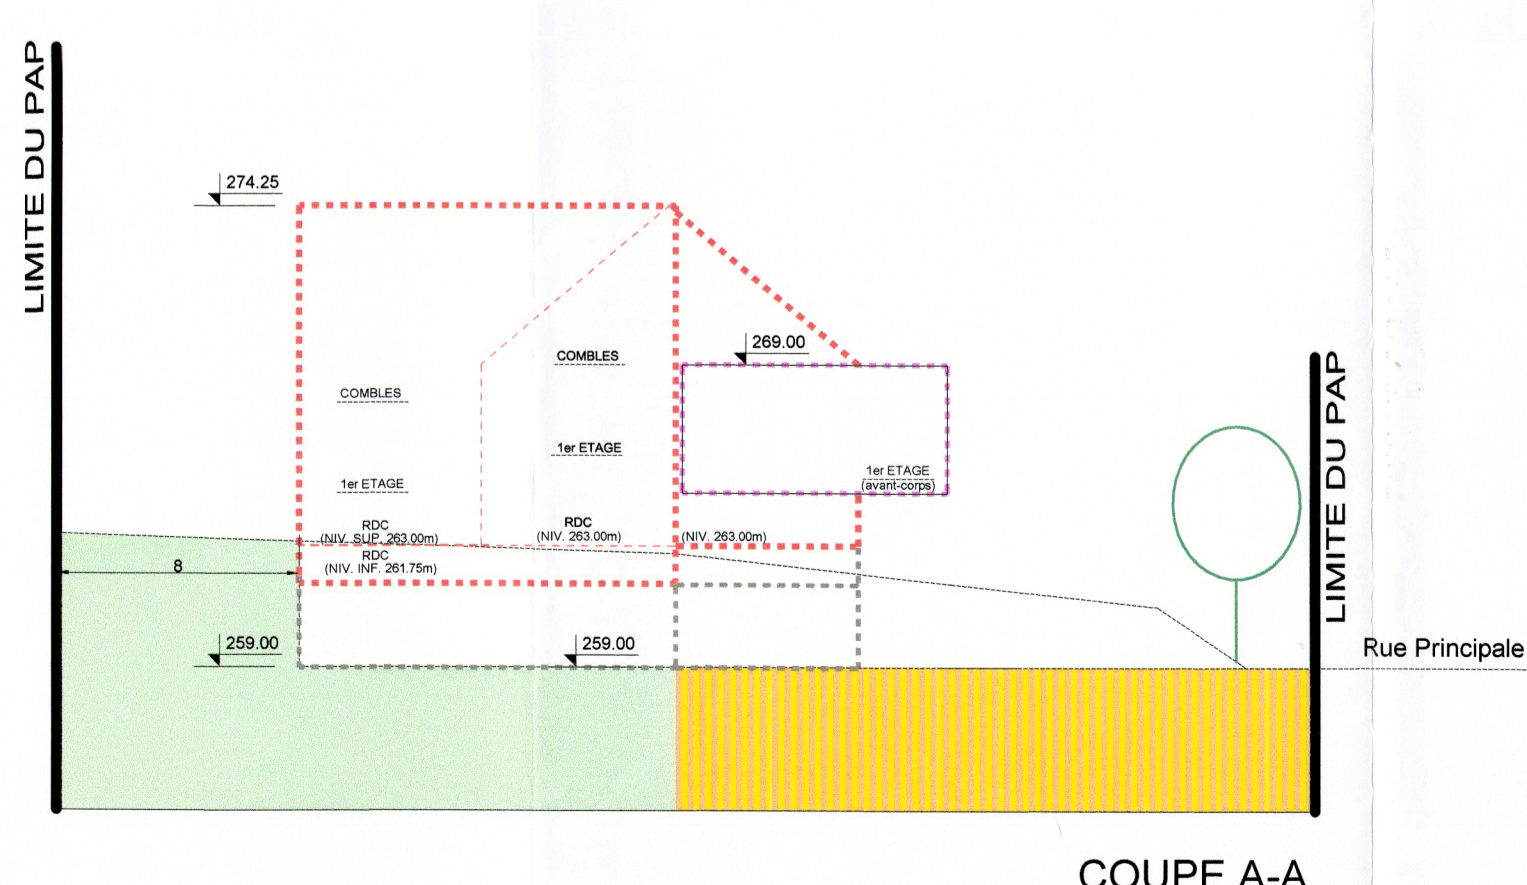 LIMITE DU PAP
274.25
269.00
COMBLES
COMBLES
1er ETAGE
1er ETAGE
1er ETAGE
(avant-corps)
RDC
(NIV. SUP. 263.00m)
RDC
(NIV. 263.00m)
(NIV. 263.00m)
RDC
(NIV. INF. 261.75m)
8
259.00
259.00
LIMITE DU PAP
Rue Principale
COUPE A-A